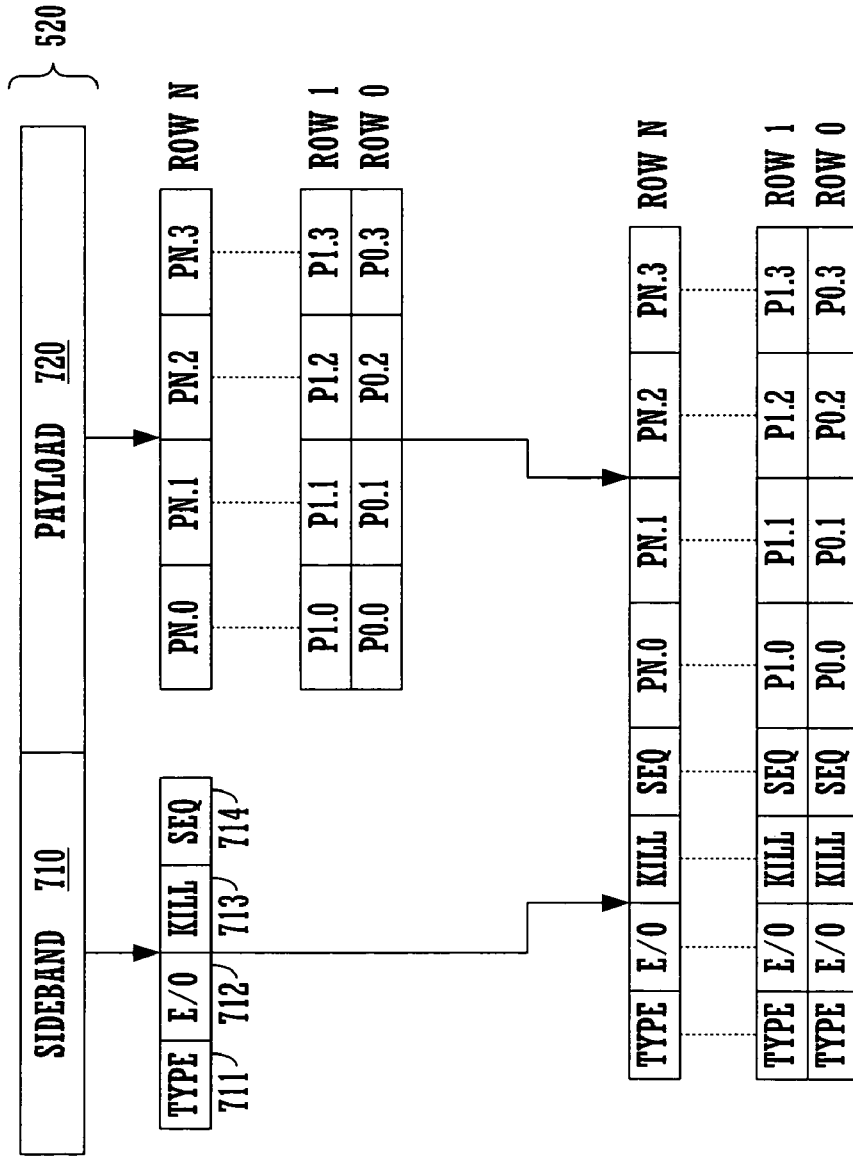 520
SIDEBAND 710 PAYLOAD 720
TYPE E/O KILL SEQ PN.0 PN.1 PN.2 PN.3 ROW N
711 712 713 714
P1.0 P1.1 P1.2 P1.3 ROW 1
P0.0 P0.1 P0.2 P0.3 ROW 0
TYPE E/O KILL SEQ PN.0 PN.1 PN.2 PN.3 ROW N
TYPE E/O KILL SEQ P1.0 P1.1 P1.2 P1.3 ROW 1
TYPE E/O KILL SEQ P0.0 P0.1 P0.2 P0.3 ROW 0